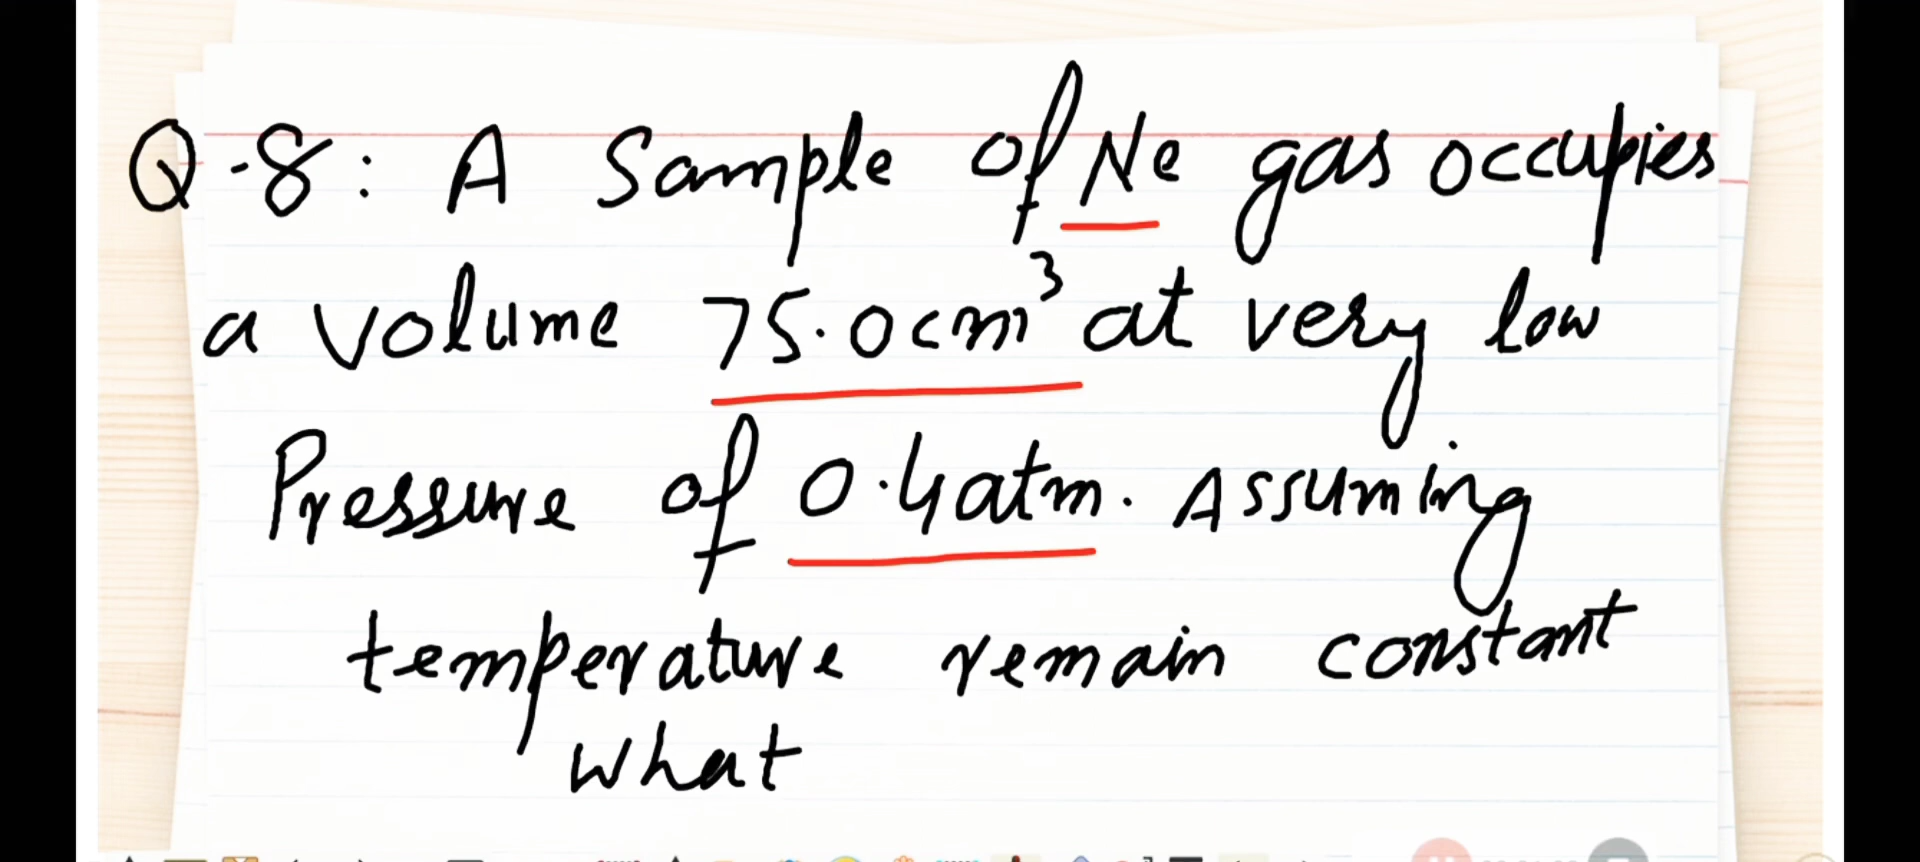 Q-8: A Sample of Ne gas occupies
a volume 75.0cm³ at very low
Pressure of 0.4atm. Assuming
temperature remain constant
what